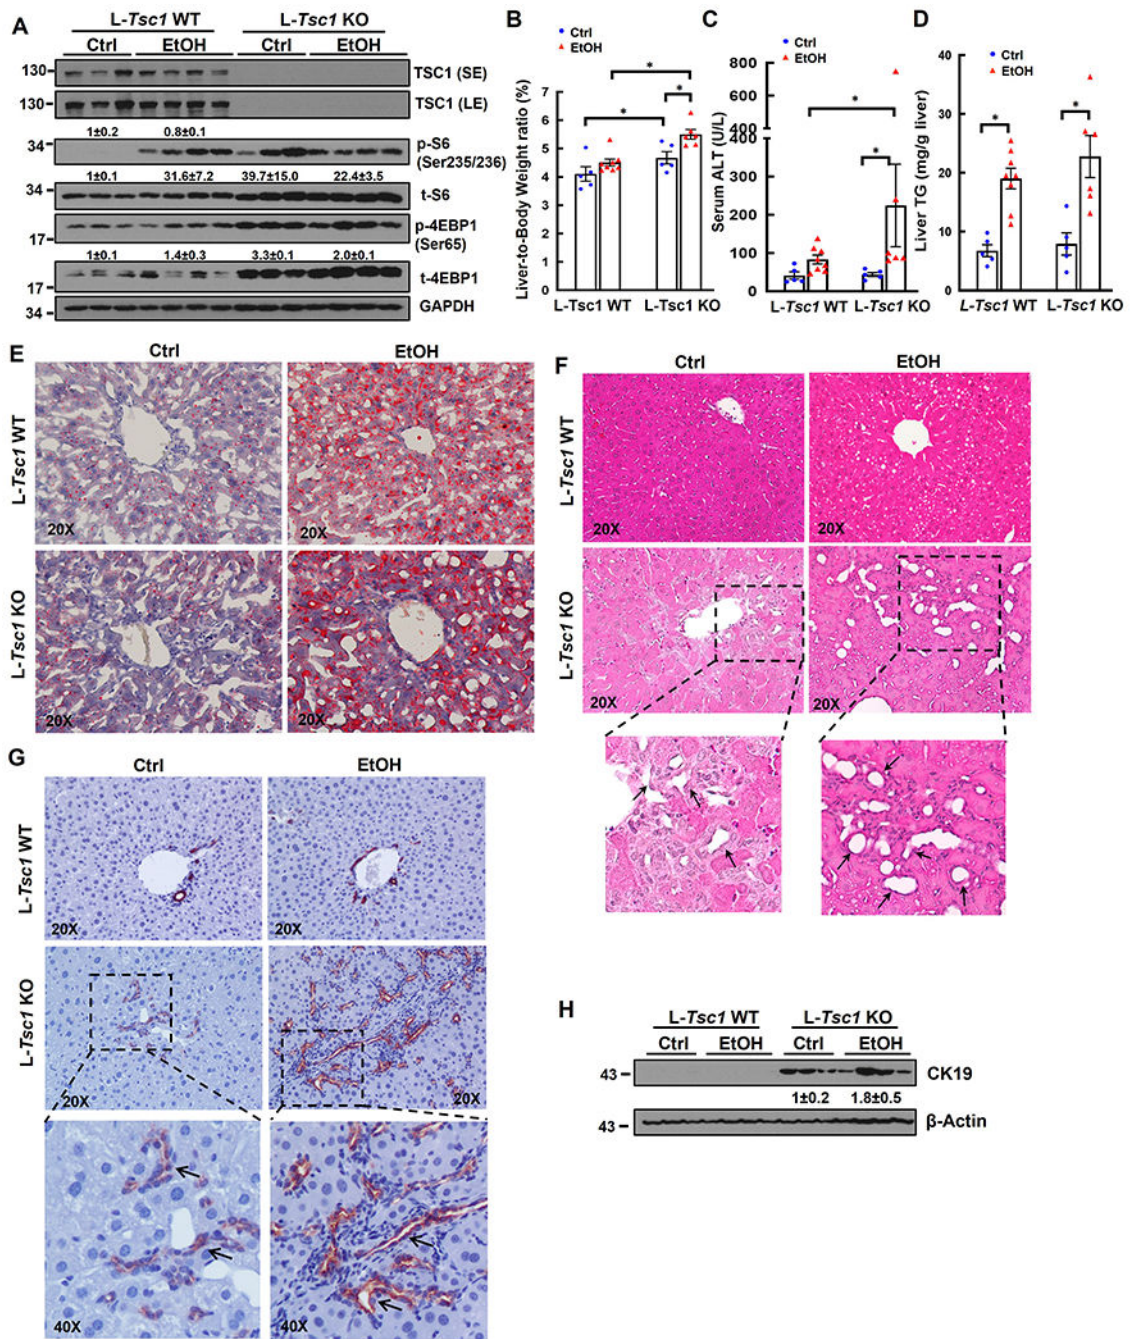 A
L-Tsc1 WT L-Tsc1 KO
Ctrl EtOH Ctrl EtOH
130 TSC1 (SE)
130 TSC1 (LE)
1±0.2 0.8±0.1
34 p-S6
(Ser235/236)
1±0.1 31.6±7.2 39.7±15.0 22.4±3.5
34 t-S6
p-4EBP1
17 (Ser65)
1±0.1 1.4±0.3 3.3±0.1 2.0±0.1
t-4EBP1
17
34 GAPDH
B
Ctrl
EtOH
Liver-to-Body Weight ratio (%)
7
6
5
4
3
2
1
0
* * *
L-Tsc1 WT L-Tsc1 KO
C
Ctrl
EtOH
Serum ALT (U/L)
800
600
400
400
300
200
100
0
* *
L-Tsc1 WT L-Tsc1 KO
D
Ctrl
EtOH
Liver TG (mg/g liver)
40
30
20
10
0
* *
L-Tsc1 WT L-Tsc1 KO
E
Ctrl EtOH
L-Tsc1 WT
20X 20X
L-Tsc1 KO
20X 20X
F
Ctrl EtOH
L-Tsc1 WT
20X 20X
L-Tsc1 KO
20X 20X
G
Ctrl EtOH
L-Tsc1 WT
20X 20X
L-Tsc1 KO
20X 20X
40X 40X
H
L-Tsc1 WT L-Tsc1 KO
Ctrl EtOH Ctrl EtOH
43 CK19
1±0.2 1.8±0.5
43 β-Actin